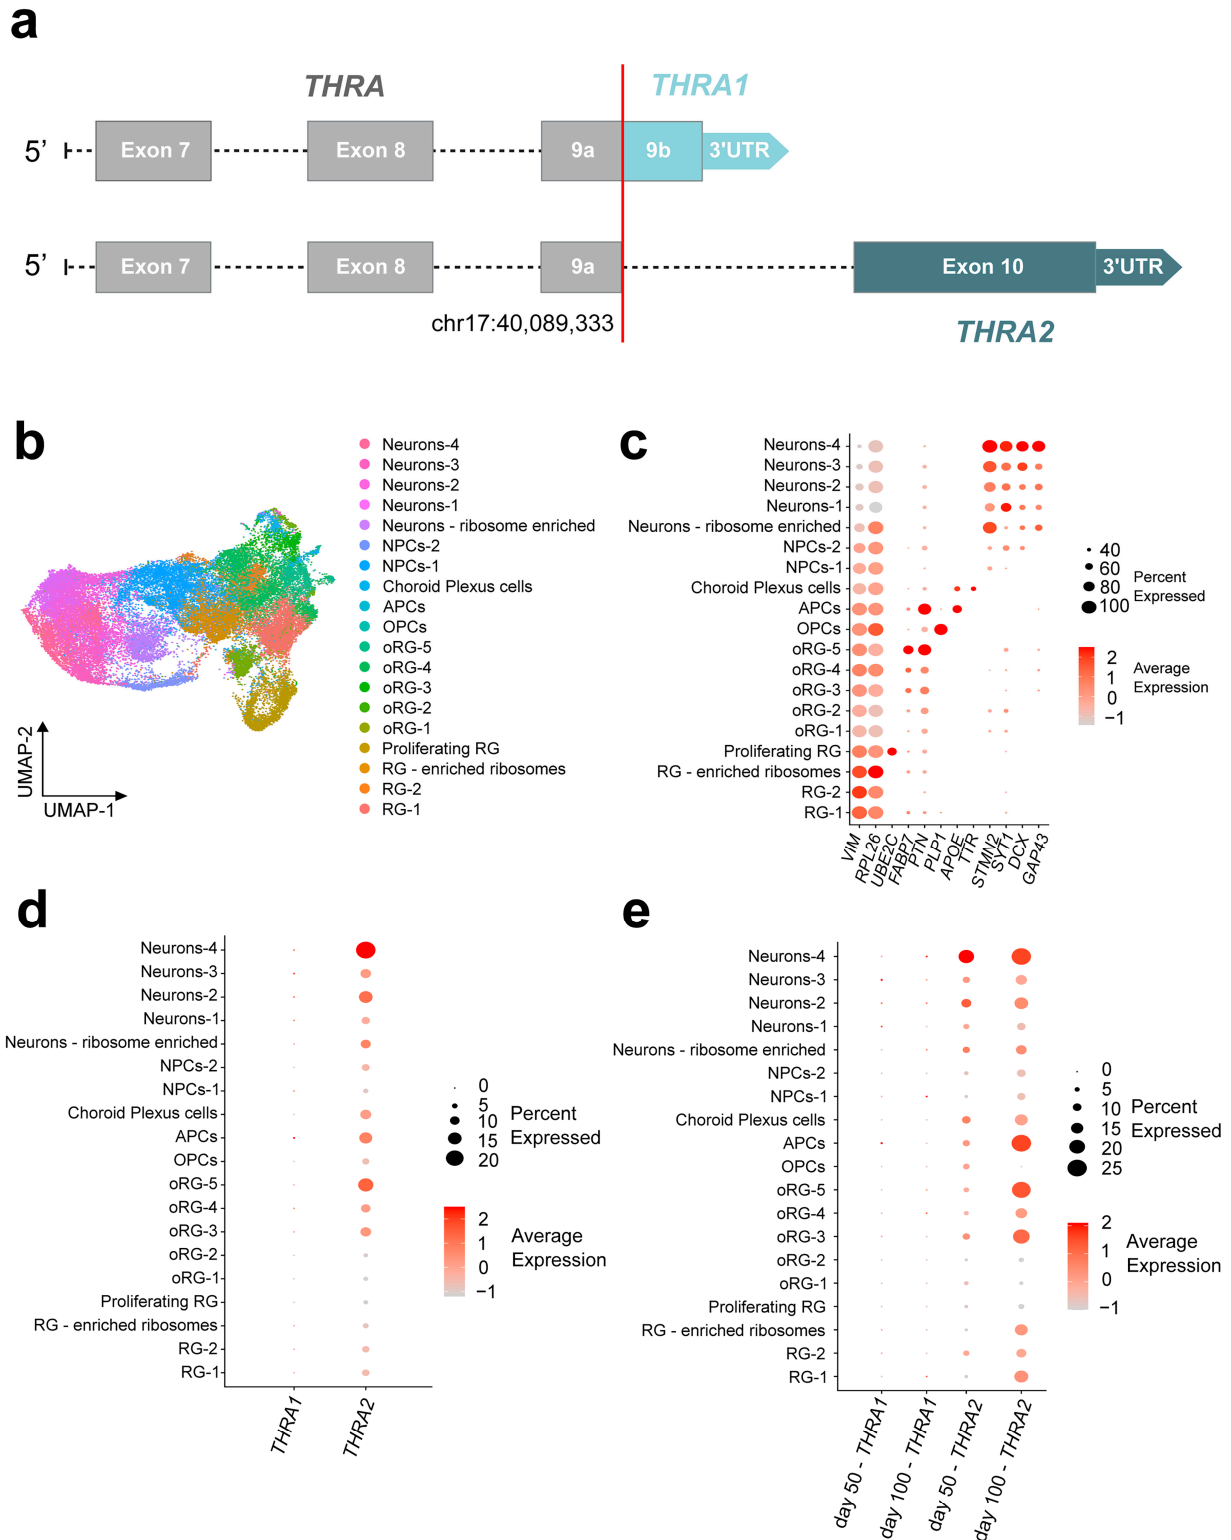 a
THRA
THRA1
5’
Exon 7
Exon 8
9a
9b
3'UTR
5’
Exon 7
Exon 8
9a
Exon 10
3'UTR
chr17:40,089,333
THRA2
b
UMAP-2
UMAP-1
Neurons-4
Neurons-3
Neurons-2
Neurons-1
Neurons - ribosome enriched
NPCs-2
NPCs-1
Choroid Plexus cells
APCs
OPCs
oRG-5
oRG-4
oRG-3
oRG-2
oRG-1
Proliferating RG
RG - enriched ribosomes
RG-2
RG-1
c
Neurons-4
Neurons-3
Neurons-2
Neurons-1
Neurons - ribosome enriched
NPCs-2
NPCs-1
Choroid Plexus cells
APCs
OPCs
oRG-5
oRG-4
oRG-3
oRG-2
oRG-1
Proliferating RG
RG - enriched ribosomes
RG-2
RG-1
VIM
RPL26
UBE2C
FABP7
PTN
PLP1
APOE
TTR
STMN2
SYT1
DCX
GAP43
40
60
80
100
Percent
Expressed
2
1
0
−1
Average
Expression
d
Neurons-4
Neurons-3
Neurons-2
Neurons-1
Neurons - ribosome enriched
NPCs-2
NPCs-1
Choroid Plexus cells
APCs
OPCs
oRG-5
oRG-4
oRG-3
oRG-2
oRG-1
Proliferating RG
RG - enriched ribosomes
RG-2
RG-1
THRA1
THRA2
0
5
10
15
20
Percent
Expressed
2
1
0
−1
Average
Expression
e
Neurons-4
Neurons-3
Neurons-2
Neurons-1
Neurons - ribosome enriched
NPCs-2
NPCs-1
Choroid Plexus cells
APCs
OPCs
oRG-5
oRG-4
oRG-3
oRG-2
oRG-1
Proliferating RG
RG - enriched ribosomes
RG-2
RG-1
day 50 - THRA1
day 100 - THRA1
day 50 - THRA2
day 100 - THRA2
0
5
10
15
20
25
Percent
Expressed
2
1
0
−1
Average
Expression